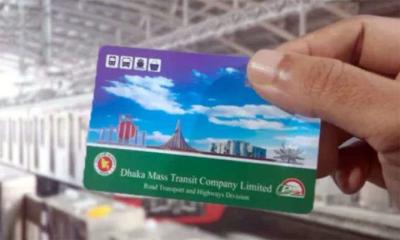 Dhaka Mass Transit Company Limited
Road Transport and Highways Division